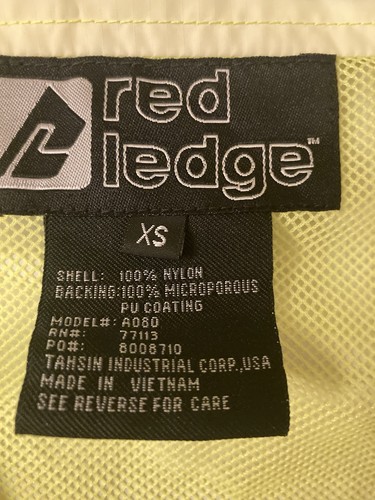 red
ledge™
XS
SHELL: 100% NYLON
BACKING:100% MICROPOROUS
PU COATING
MODEL#: A080
RN#: 77113
PO#: 8008710
TAHSIN INDUSTRIAL CORP.,USA
MADE IN VIETNAM
SEE REVERSE FOR CARE